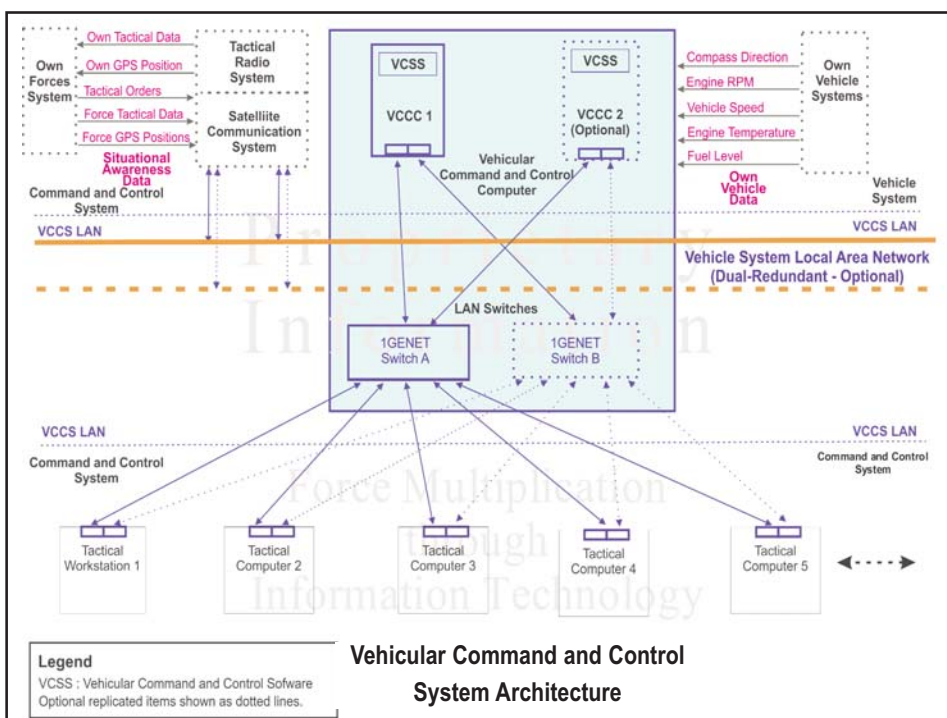 Own Forces System
Own Tactical Data
Own GPS Position
Tactical Orders
Force Tactical Data
Force GPS Positions
Situational
Awareness
Data
Tactical
Radio
System
Satelliite
Communication
System
VCSS
VCCC 1
VCSS
VCCC 2
(Optional)
Vehicular
Command and Control
Computer
Compass Direction
Engine RPM
Vehicle Speed
Engine Temperature
Fuel Level
Own
Vehicle
Data
Own
Vehicle
Systems
Command and Control
System
Vehicle
System
VCCS LAN
VCCS LAN
Vehicle System Local Area Network
(Dual-Redundant - Optional)
Proprietary
Information
LAN Switches
1GENET
Switch A
1GENET
Switch B
VCCS LAN
VCCS LAN
Command and Control
System
Command and Control
System
Force Multiplication
through
Information Technology
Tactical
Workstation 1
Tactical
Computer 2
Tactical
Computer 3
Tactical
Computer 4
Tactical
Computer 5
Legend
VCSS : Vehicular Command and Control Sofware
Optional replicated items shown as dotted lines.
Vehicular Command and Control
System Architecture